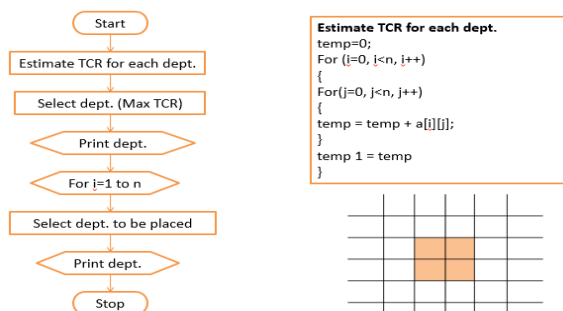 Start
Estimate TCR for each dept.
Select dept. (Max TCR)
Print dept.
For i=1 to n
Select dept. to be placed
Print dept.
Stop
Estimate TCR for each dept.
temp=0;
For (i=0, i<n, i++)
{
For(j=0, j<n, j++)
{
temp = temp + a[i][j];
}
temp 1 = temp
}